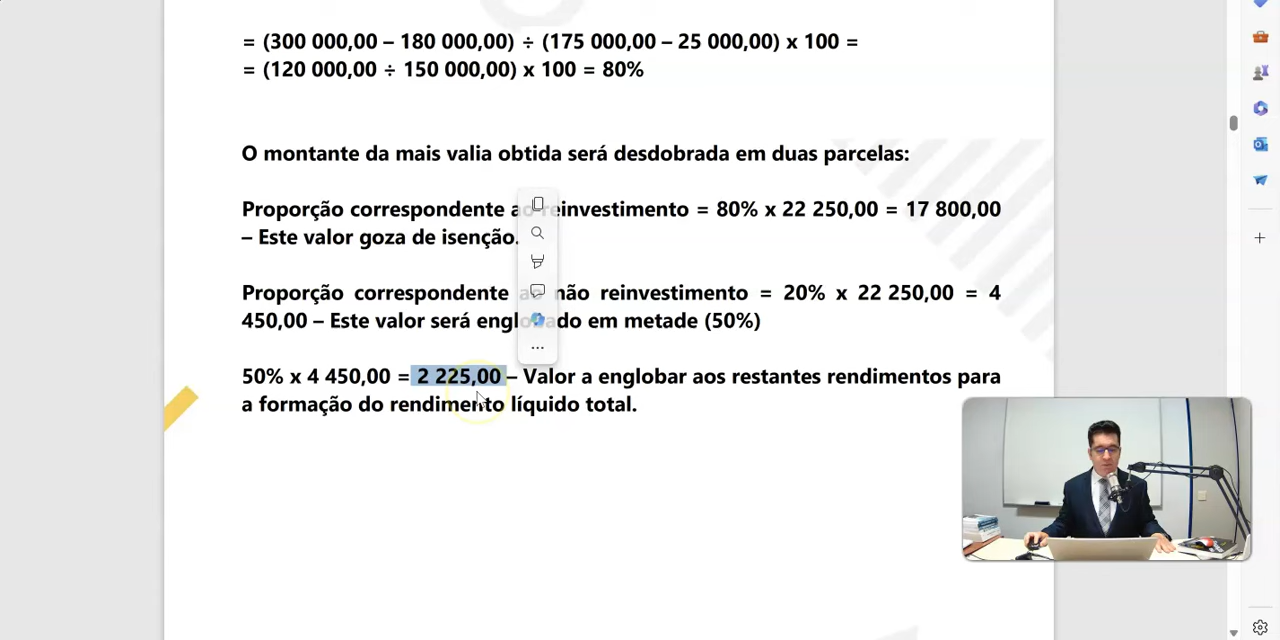 = (300 000,00 – 180 000,00) ÷ (175 000,00 – 25 000,00) x 100 =
= (120 000,00 ÷ 150 000,00) x 100 = 80%
O montante da mais valia obtida será desdobrada em duas parcelas:
Proporção correspondente ao reinvestimento = 80% x 22 250,00 = 17 800,00
– Este valor goza de isenção.
Proporção correspondente ao não reinvestimento = 20% x 22 250,00 = 4
450,00 – Este valor será englobado em metade (50%)
50% x 4 450,00 = 2 225,00 – Valor a englobar aos restantes rendimentos para
a formação do rendimento líquido total.